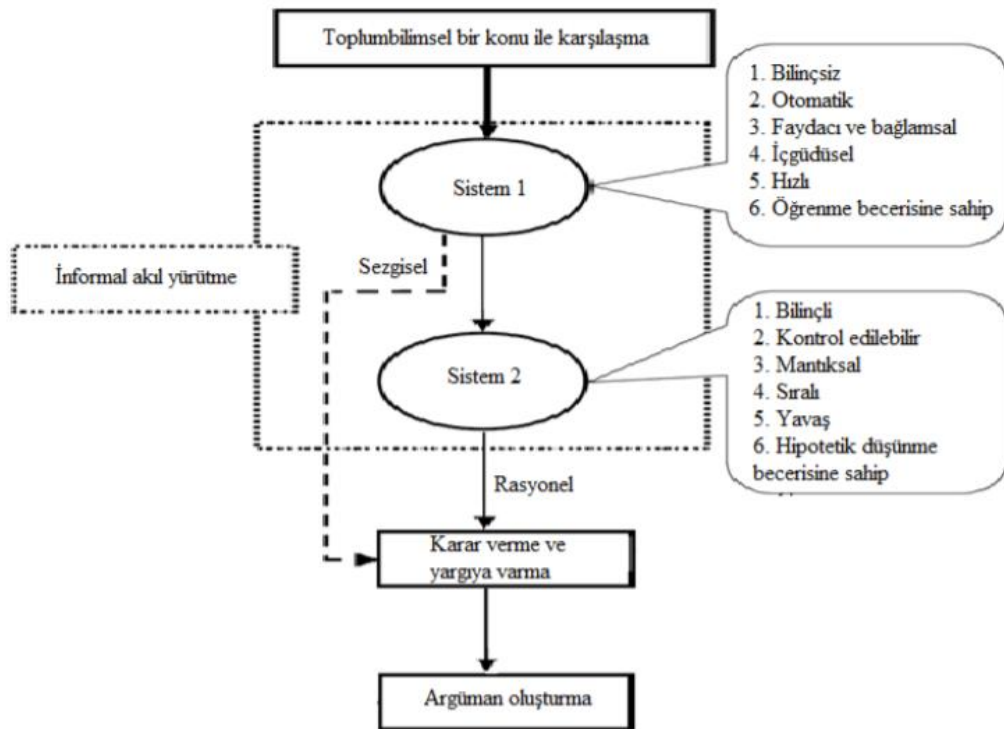 Toplumbilimsel bir konu ile karşılaşma
1. Bilinçsiz
2. Otomatik
3. Faydacı ve bağlamsal
4. İçgüdüsel
5. Hızlı
6. Öğrenme becerisine sahip
Sistem 1
İnformal akıl yürütme
Sezgisel
1. Bilinçli
2. Kontrol edilebilir
3. Mantıksal
4. Sıralı
5. Yavaş
6. Hipotetik düşünme
becerisine sahip
Sistem 2
Rasyonel
Karar verme ve
yargıya varma
Argüman oluşturma